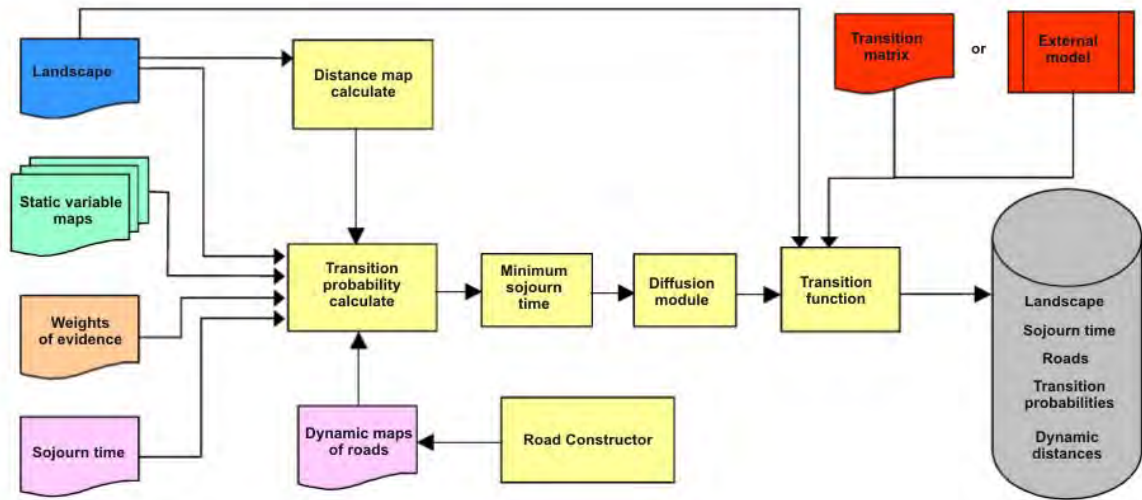 Landscape
Distance map
calculate
Transition
matrix
or
External
model
Static variable
maps
Transition
probability
calculate
Minimum
sojourn
time
Diffusion
module
Transition
function
Weights
of evidence
Sojourn time
Dynamic maps
of roads
Road Constructor
Landscape
Sojourn time
Roads
Transition
probabilities
Dynamic
distances